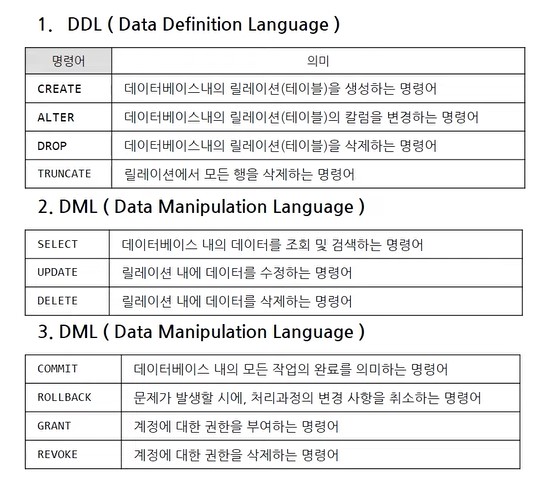 1. DDL ( Data Definition Language )
명령어 의미
CREATE 데이터베이스내의 릴레이션(테이블)을 생성하는 명령어
ALTER 데이터베이스내의 릴레이션(테이블)의 칼럼을 변경하는 명령어
DROP 데이터베이스내의 릴레이션(테이블)을 삭제하는 명령어
TRUNCATE 릴레이션에서 모든 행을 삭제하는 명령어
2. DML ( Data Manipulation Language )
SELECT 데이터베이스 내의 데이터를 조회 및 검색하는 명령어
UPDATE 릴레이션 내에 데이터를 수정하는 명령어
DELETE 릴레이션 내에 데이터를 삭제하는 명령어
3. DML ( Data Manipulation Language )
COMMIT 데이터베이스 내의 모든 작업의 완료를 의미하는 명령어
ROLLBACK 문제가 발생할 시에, 처리과정의 변경 사항을 취소하는 명령어
GRANT 계정에 대한 권한을 부여하는 명령어
REVOKE 계정에 대한 권한을 삭제하는 명령어